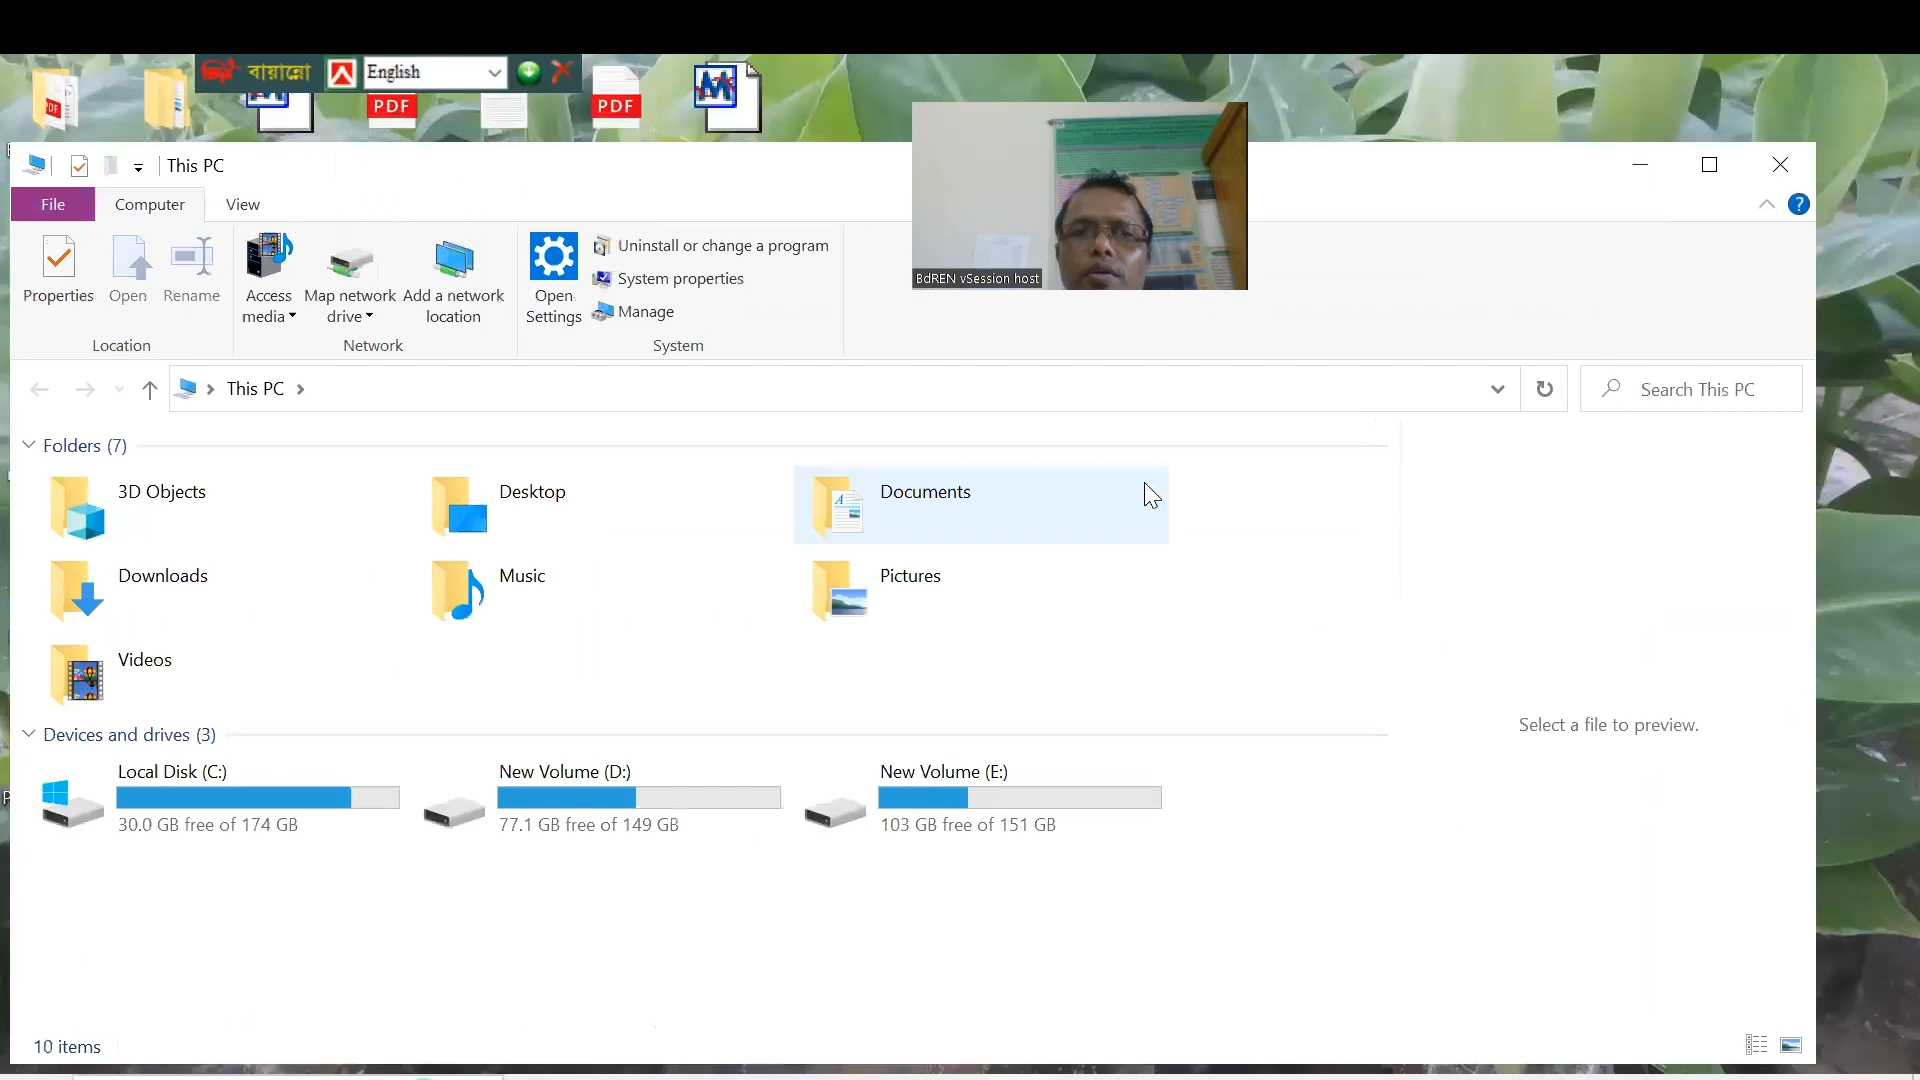 বায়ান্নো English
PDF
PDF
PDF
This PC
File Computer View
Properties Open Rename
Access media Map network drive Add a network location
Open Settings
Uninstall or change a program
System properties
Manage
Location Network System
BdREN vSession host
This PC
Search This PC
Folders (7)
3D Objects Desktop Documents
Downloads Music Pictures
Videos
Select a file to preview.
Devices and drives (3)
Local Disk (C:) New Volume (D:) New Volume (E:)
30.0 GB free of 174 GB 77.1 GB free of 149 GB 103 GB free of 151 GB
10 items